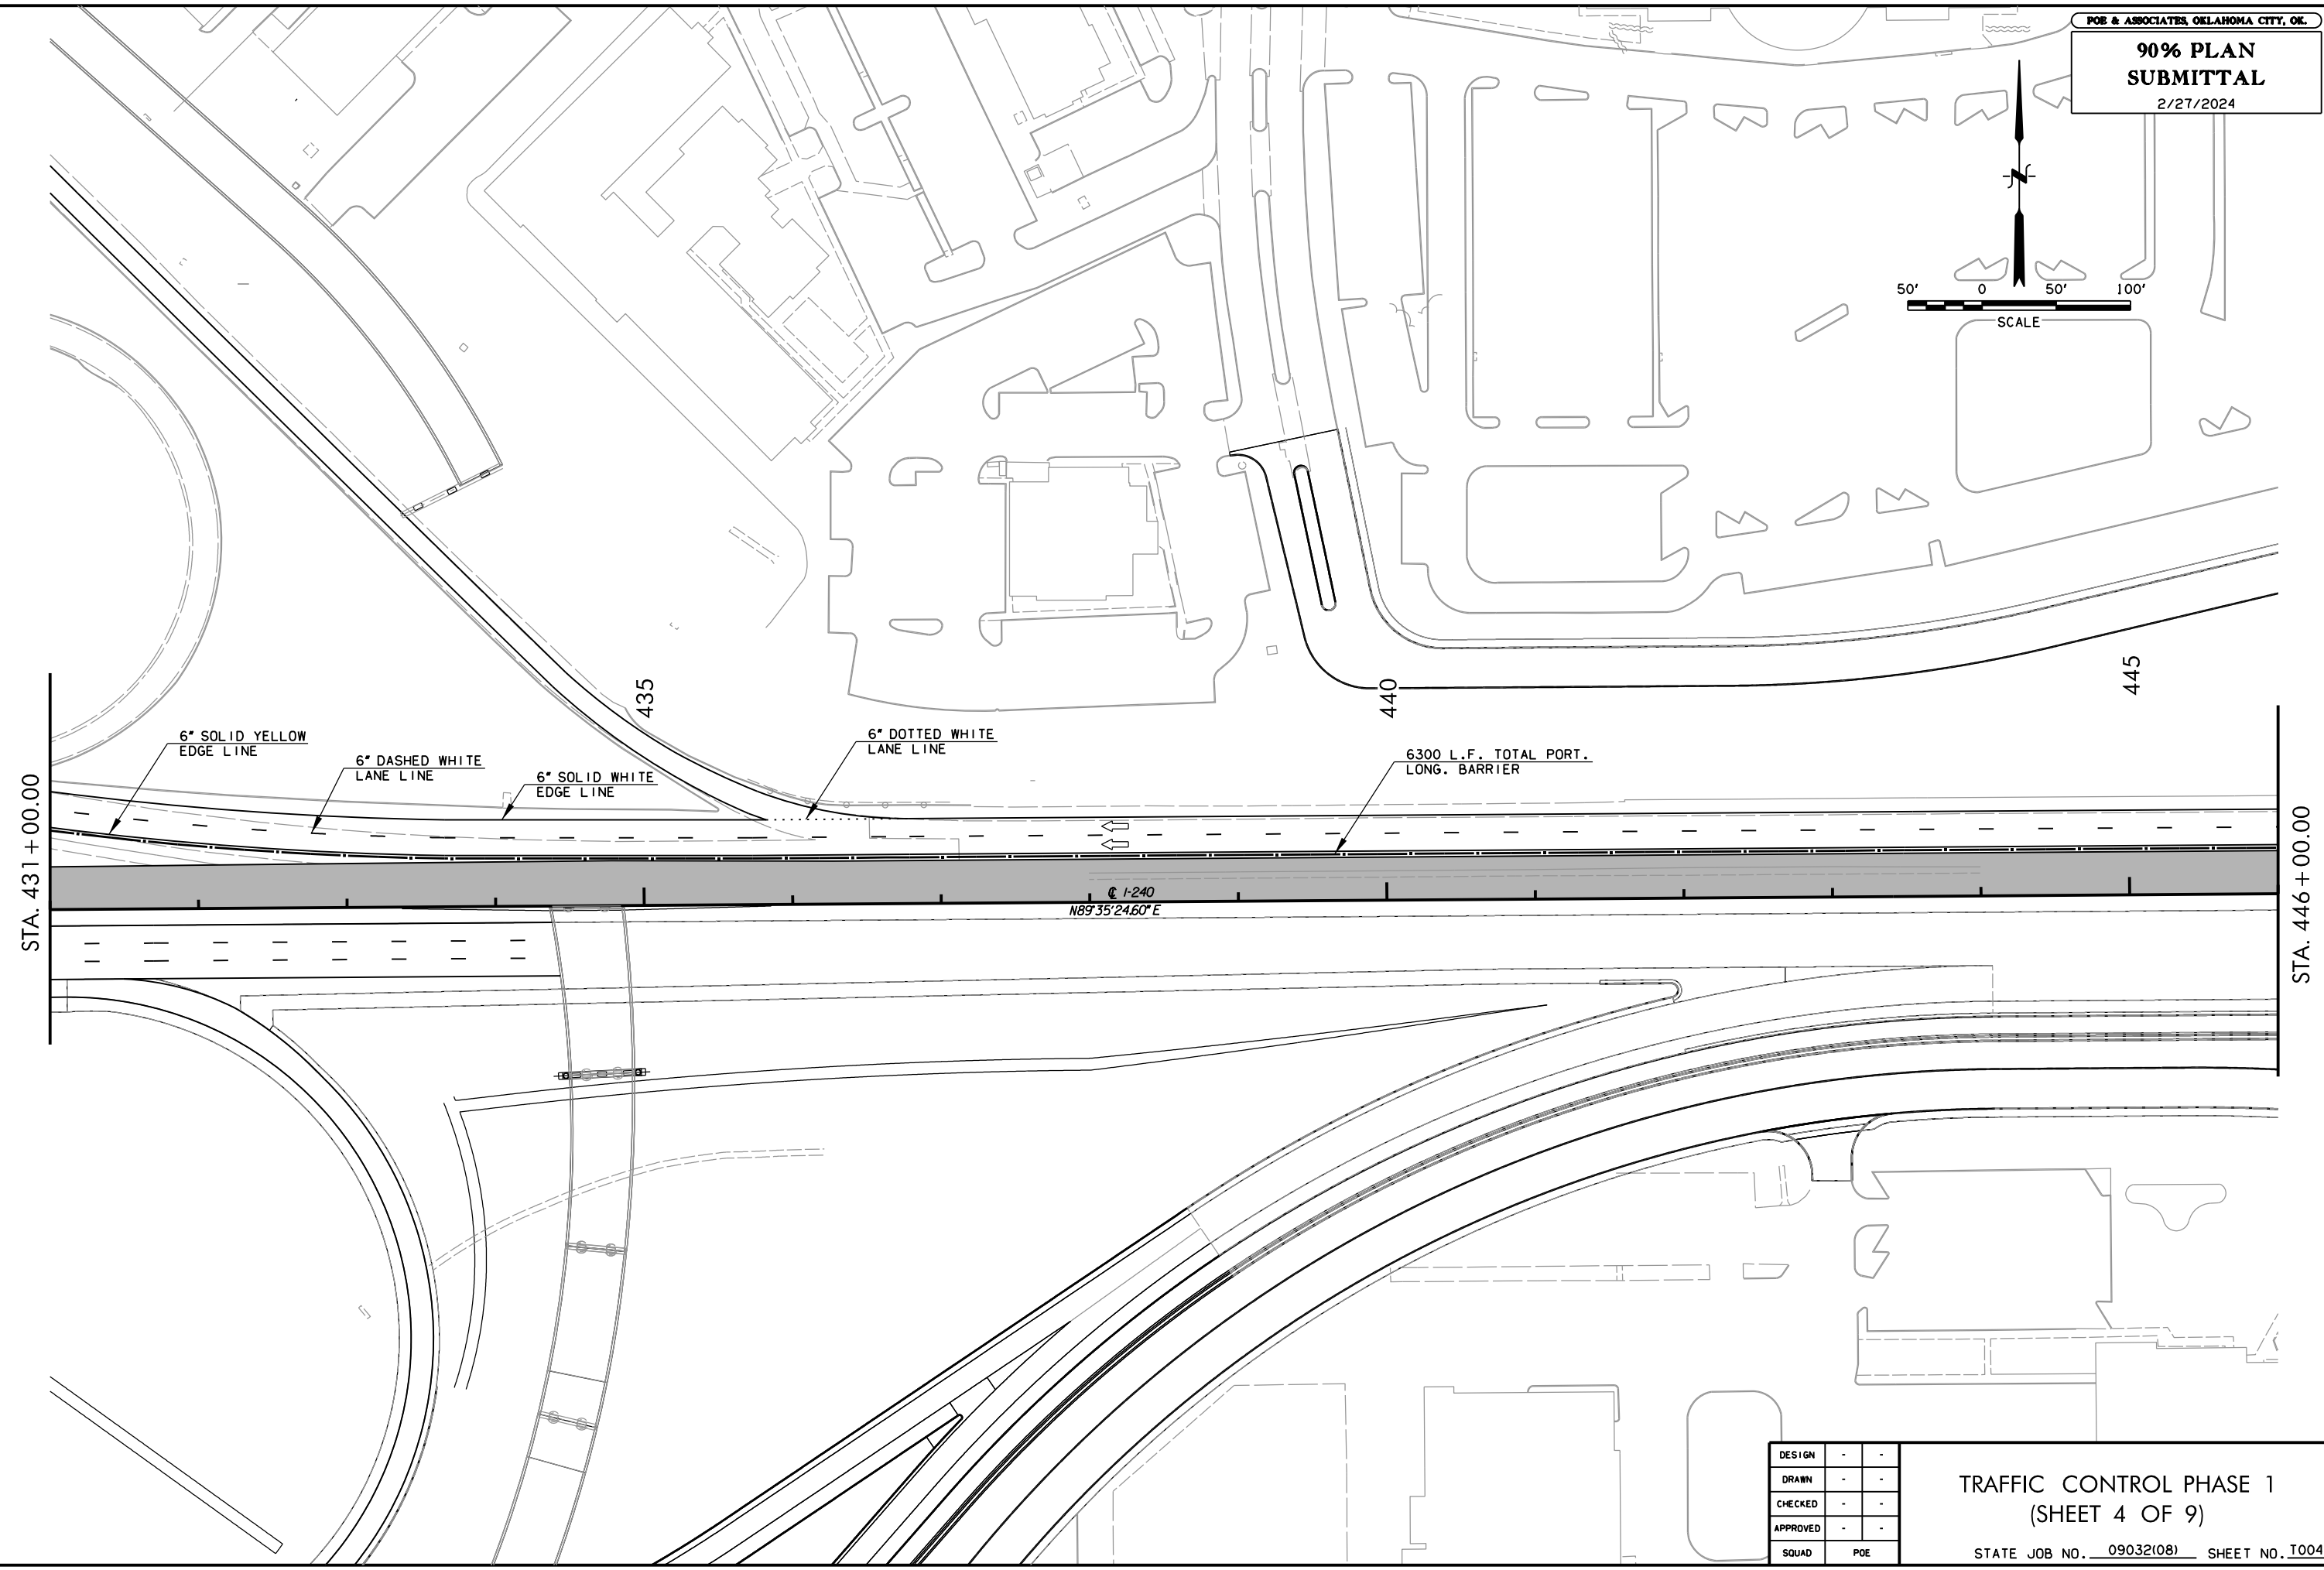 POE & ASSOCIATES, OKLAHOMA CITY, OK.
90% PLAN
SUBMITTAL
2/27/2024
50' 0 50' 100'
SCALE
435
440
445
6" SOLID YELLOW
EDGE LINE
6" DASHED WHITE
LANE LINE
6" SOLID WHITE
EDGE LINE
6" DOTTED WHITE
LANE LINE
6300 L.F. TOTAL PORT.
LONG. BARRIER
STA. 431+00.00
STA. 446+00.00
℄ I-240
N89°35'24.60" E
DESIGN - -
DRAWN - -
CHECKED - -
APPROVED - -
SQUAD POE
TRAFFIC CONTROL PHASE 1
(SHEET 4 OF 9)
STATE JOB NO. 09032(08) SHEET NO. T004